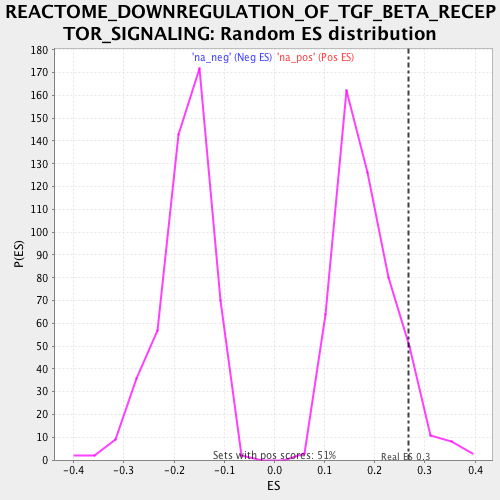 REACTOME_DOWNREGULATION_OF_TGF_BETA_RECEP
TOR_SIGNALING: Random ES distribution
'na_neg' (Neg ES) 'na_pos' (Pos ES)
180
170
160
150
140
130
120
110
100
90
80
70
60
50
40
30
20
10
0
P(ES)
Sets with pos scores: 51%
Real ES 0.3
-0.4 -0.3 -0.2 -0.1 0.0 0.1 0.2 0.3 0.4
ES